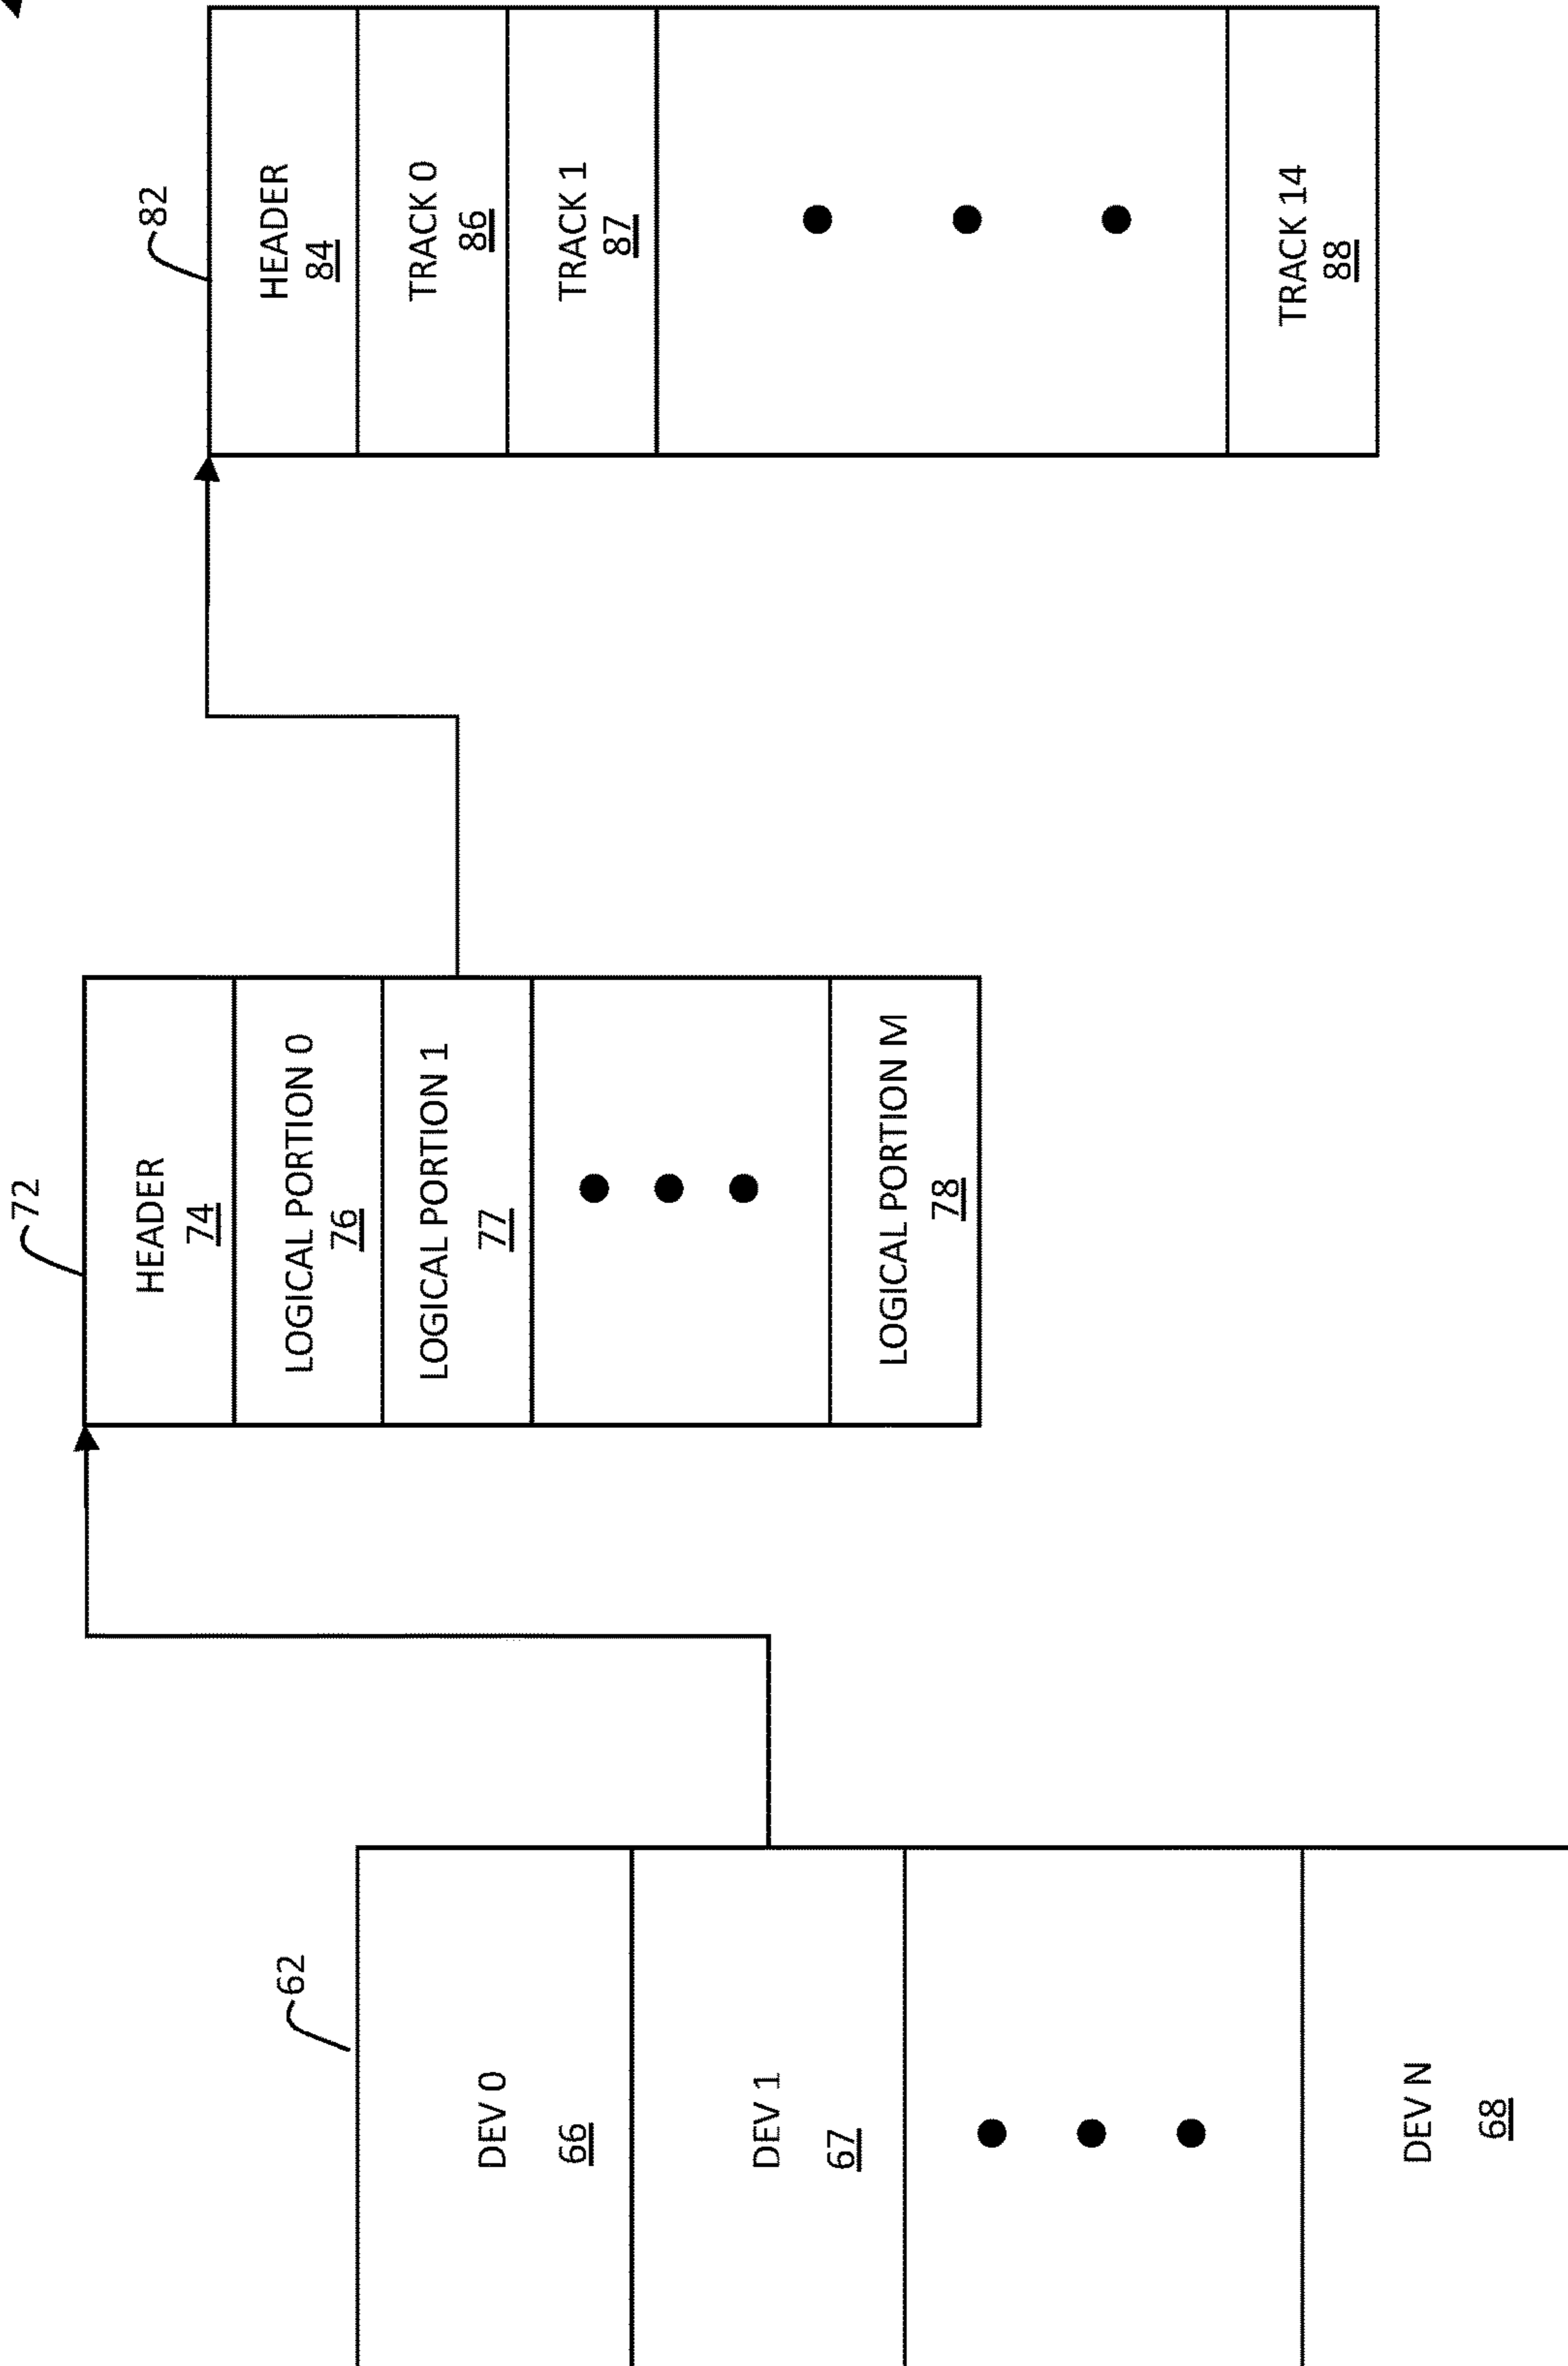 62
DEV 0
66
DEV 1
67
DEV N
68
72
HEADER
74
LOGICAL PORTION 0
76
LOGICAL PORTION 1
77
LOGICAL PORTION M
78
82
HEADER
84
TRACK 0
86
TRACK 1
87
TRACK 14
88